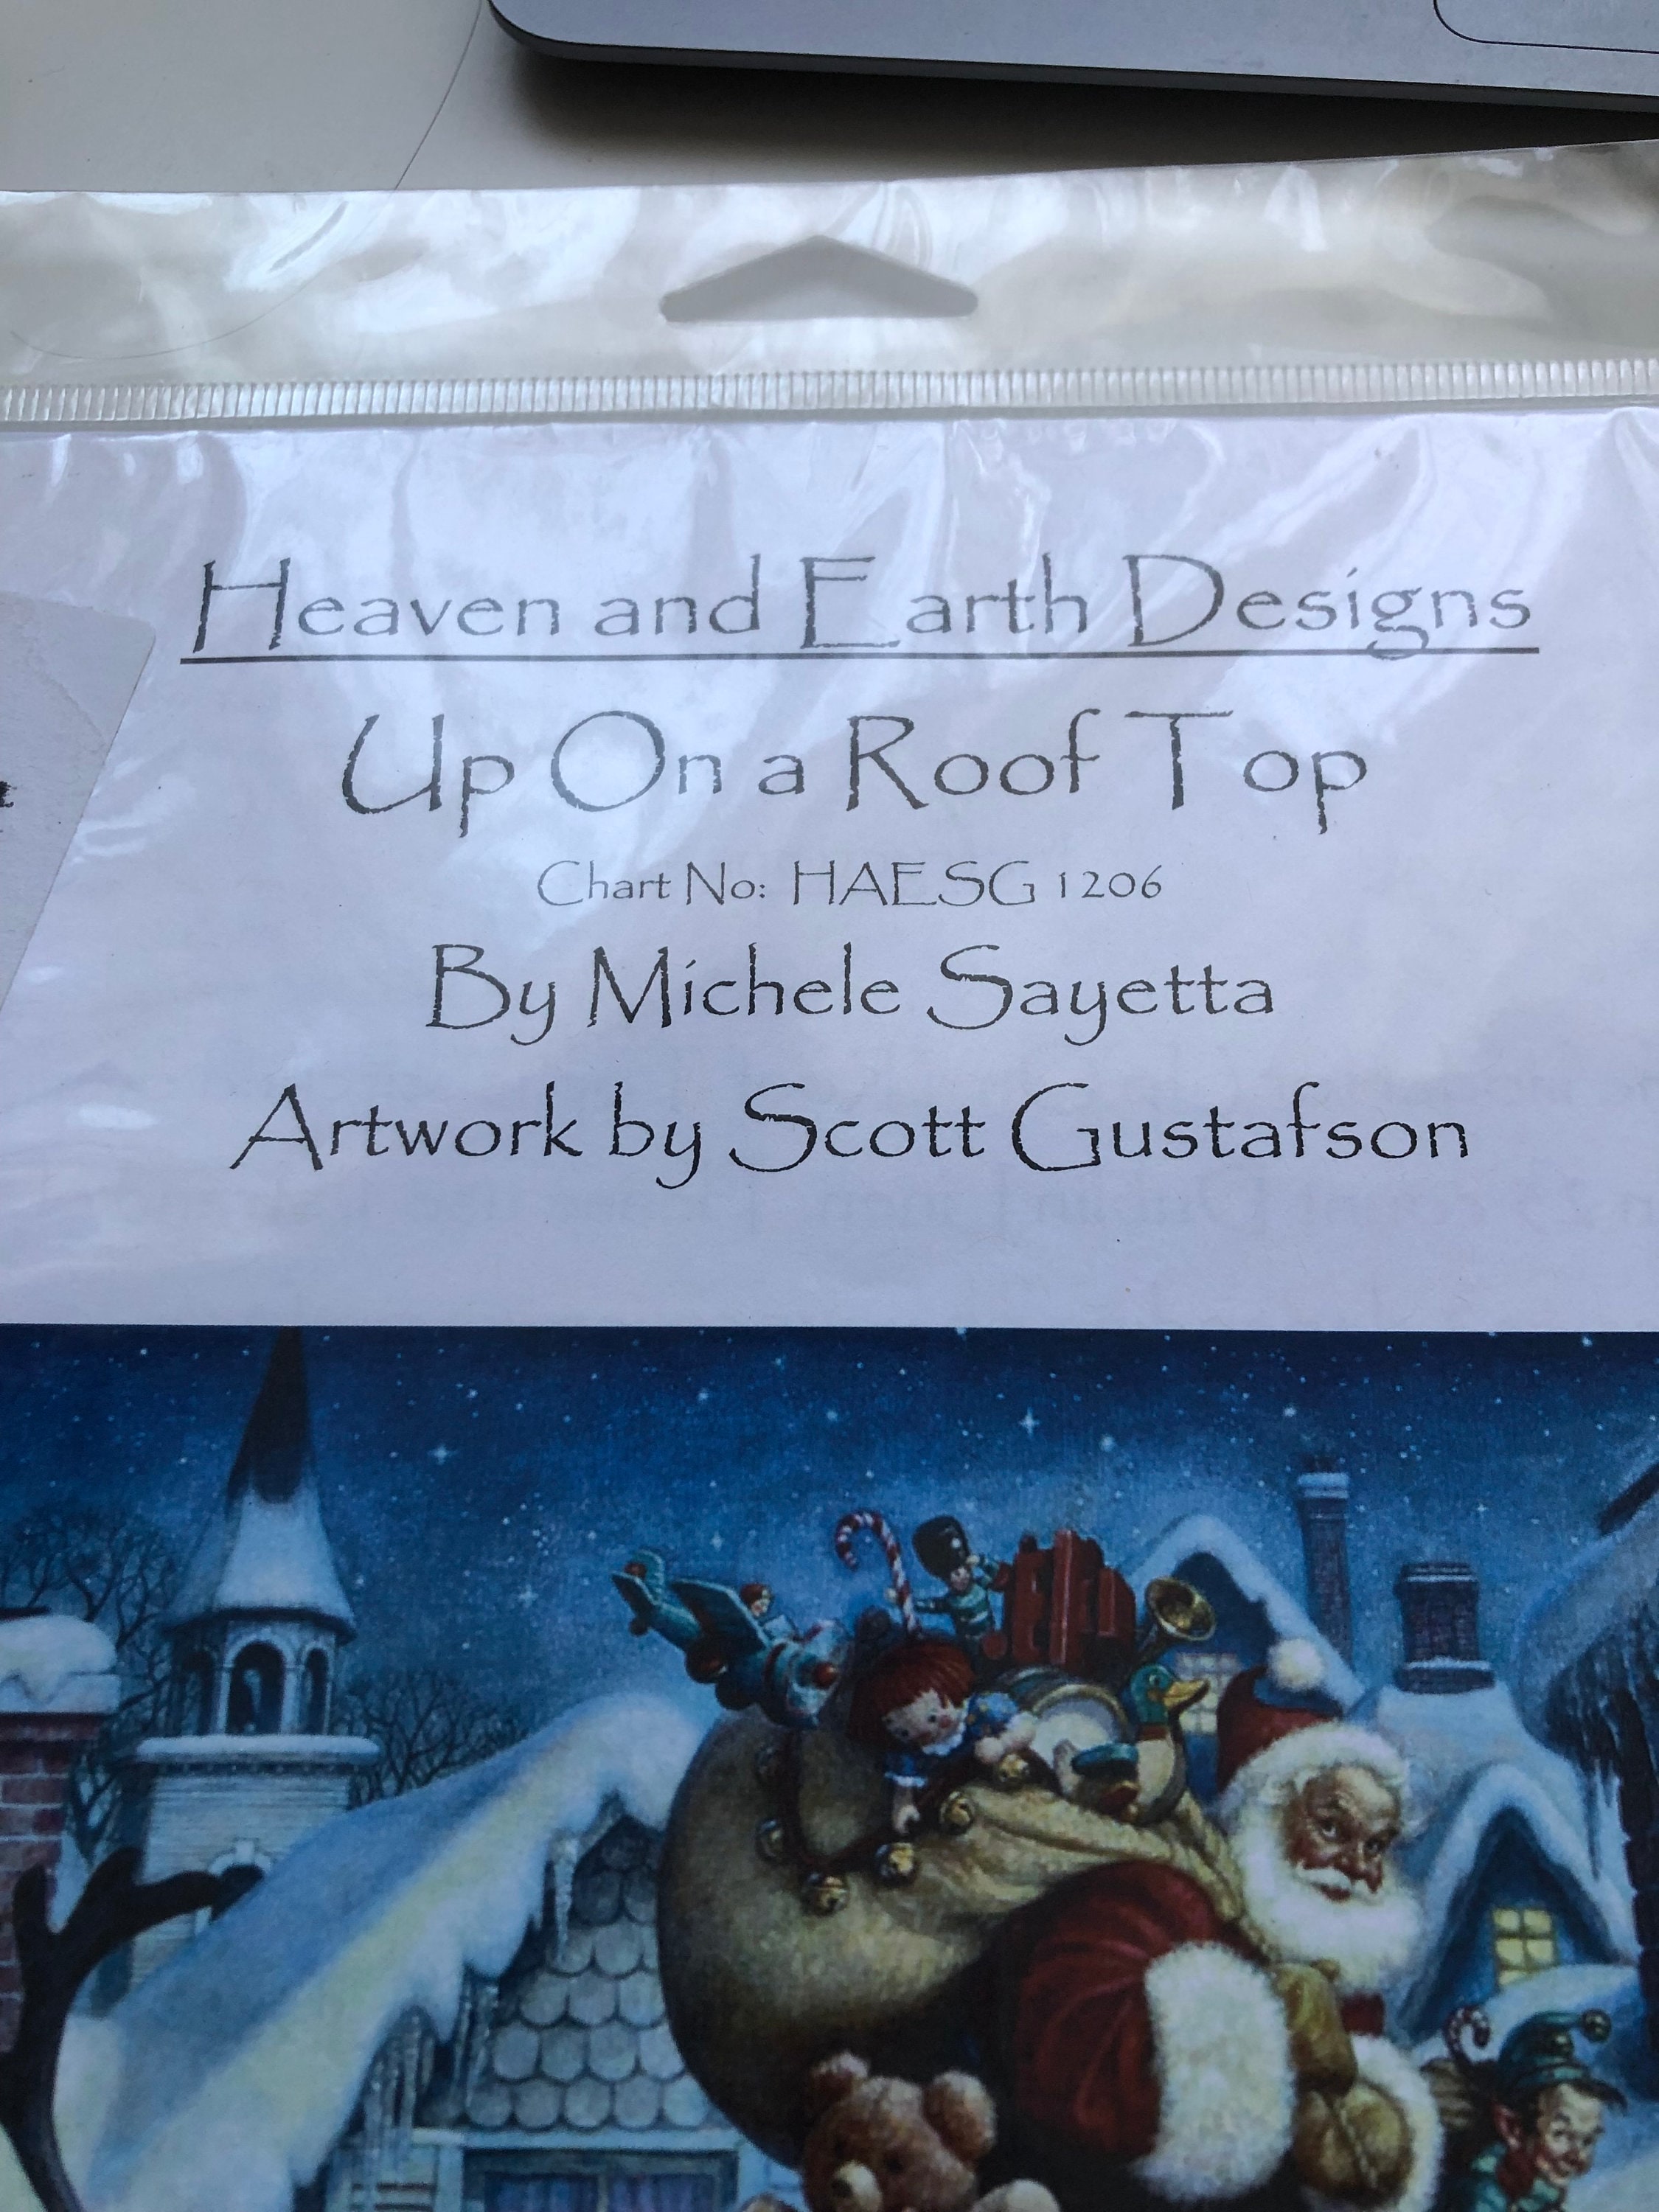 Heaven and Earth Designs
Up On a Roof Top
Chart No: HAESG 1206
By Michele Sayetta
Artwork by Scott Gustafson